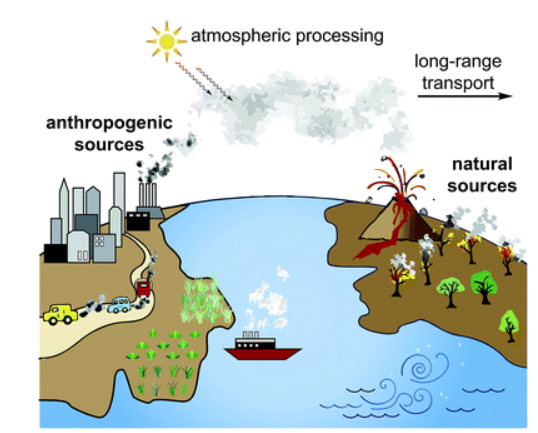 atmospheric processing
long-range
transport
anthropogenic
sources
natural
sources